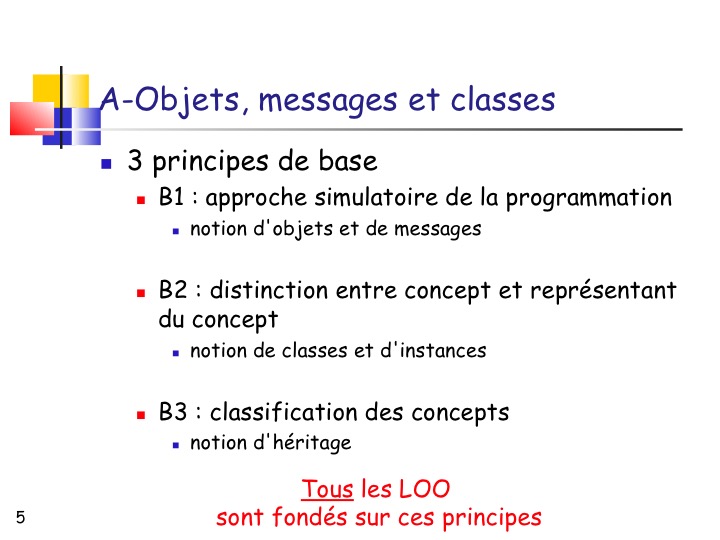 A-Objets, messages et classes
3 principes de base
B1 : approche simulatoire de la programmation
notion d'objets et de messages
B2 : distinction entre concept et représentant
du concept
notion de classes et d'instances
B3 : classification des concepts
notion d'héritage
Tous les LOO
sont fondés sur ces principes
5